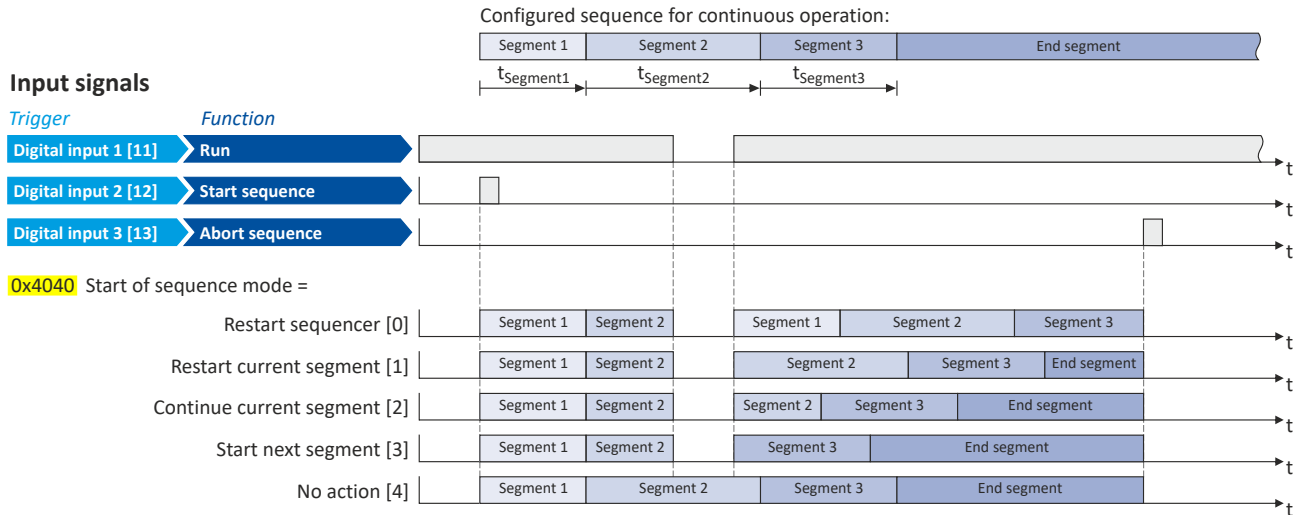 Configured sequence for continuous operation:
Segment 1 Segment 2 Segment 3 End segment
tSegment1 tSegment2 tSegment3
Input signals
Trigger Function
Digital input 1 [11] Run
t
Digital input 2 [12] Start sequence
t
Digital input 3 [13] Abort sequence
t
0x4040 Start of sequence mode =
Restart sequencer [0] Segment 1 Segment 2 Segment 1 Segment 2 Segment 3
t
Restart current segment [1] Segment 1 Segment 2 Segment 2 Segment 3 End segment
t
Continue current segment [2] Segment 1 Segment 2 Segment 2 Segment 3 End segment
t
Start next segment [3] Segment 1 Segment 2 Segment 3 End segment
t
No action [4] Segment 1 Segment 2 Segment 3 End segment
t